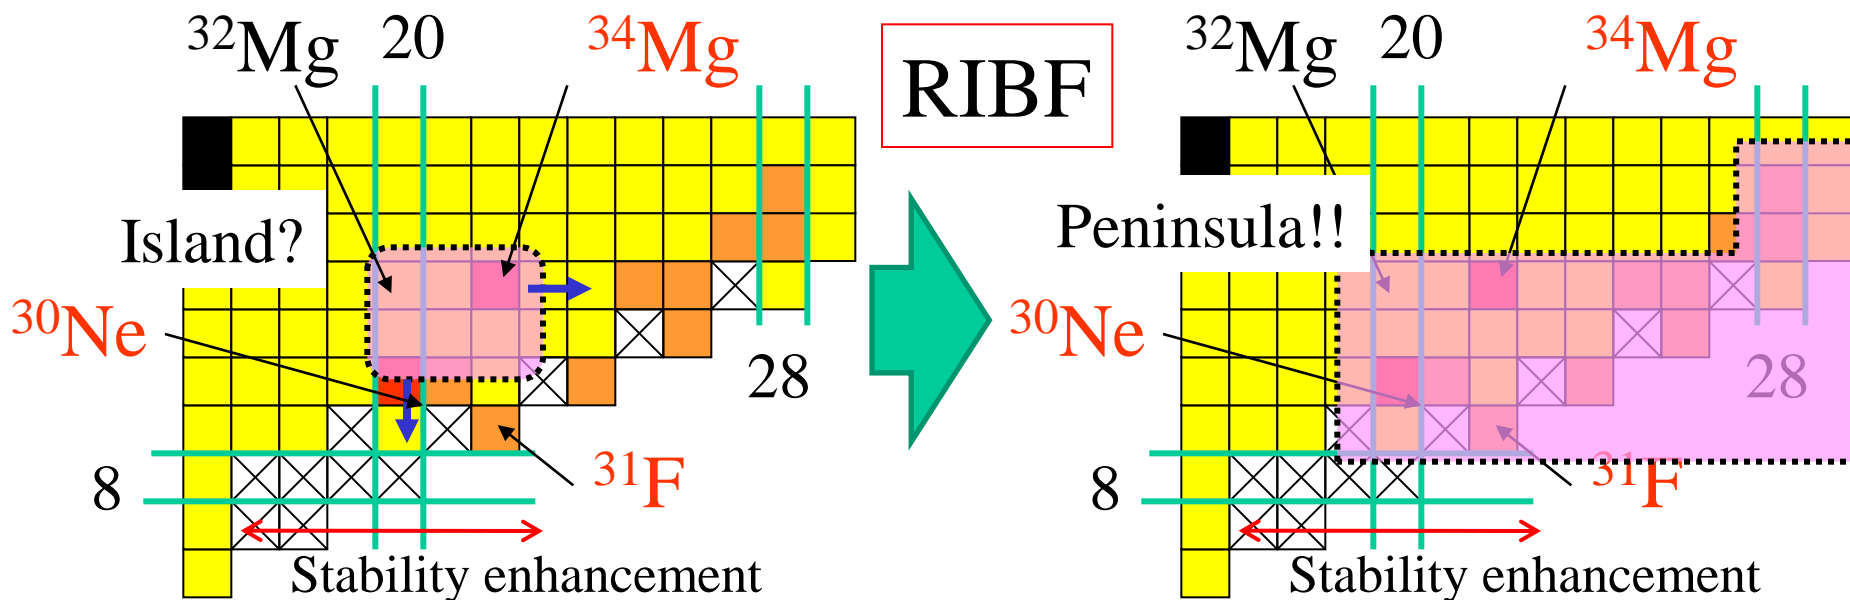 ³²Mg 20 ³⁴Mg
Island?
³⁰Ne
28
8
³¹F
Stability enhancement
RIBF
³²Mg 20 ³⁴Mg
Peninsula!!
³⁰Ne
28
8
³¹F
Stability enhancement